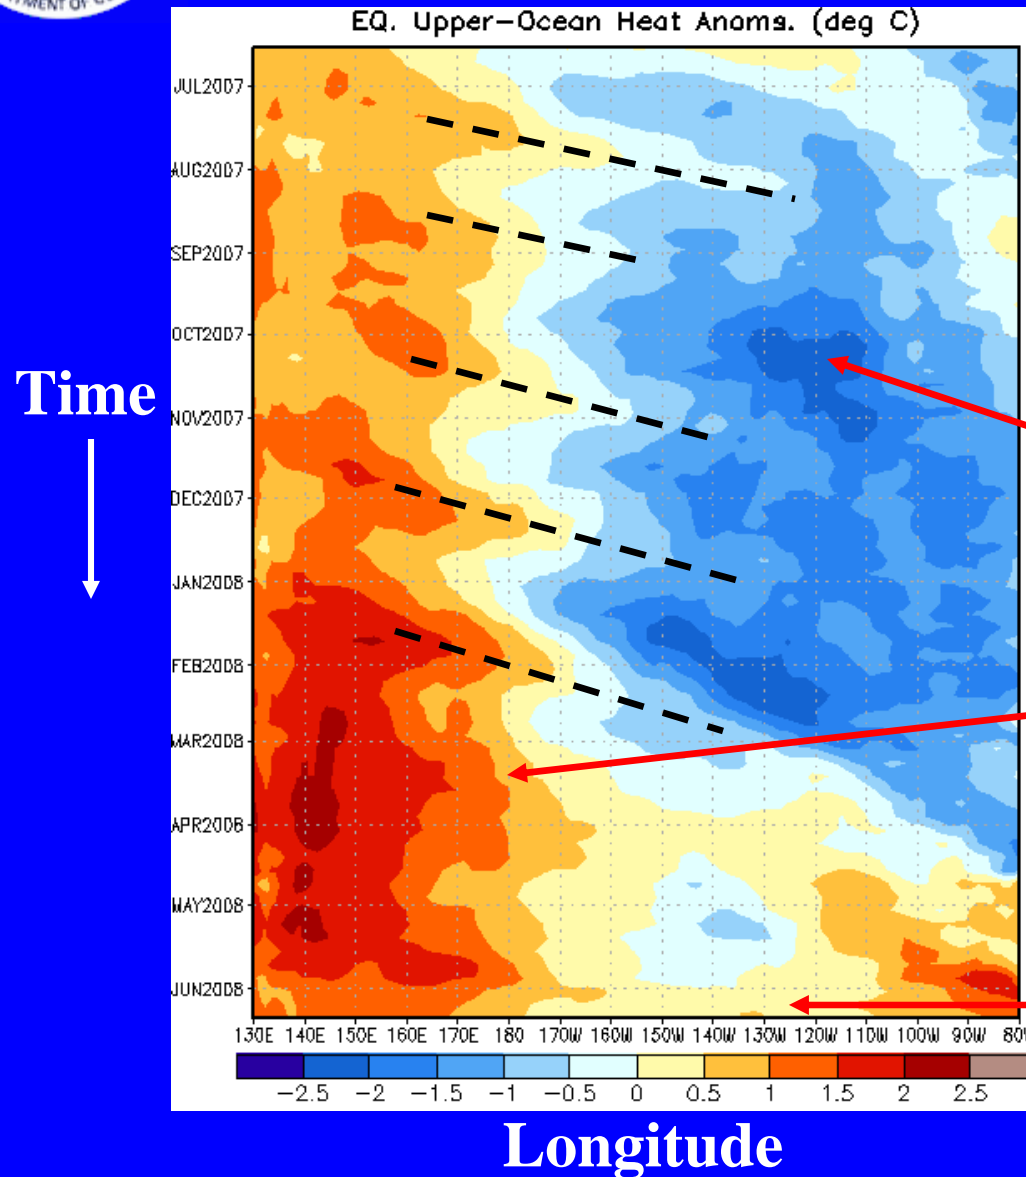 EQ. Upper-Ocean Heat Anoms. (deg C)
JUL2007
AUG2007
SEP2007
OCT2007
NOV2007
DEC2007
JAN2008
FEB2008
MAR2008
APR2008
MAY2008
JUN2008
Time
130E 140E 150E 160E 170E 180 170W 160W 150W 140W 130W 120W 110W 100W 90W
-2.5 -2 -1.5 -1 -0.5 0 0.5 1 1.5 2 2.5
Longitude